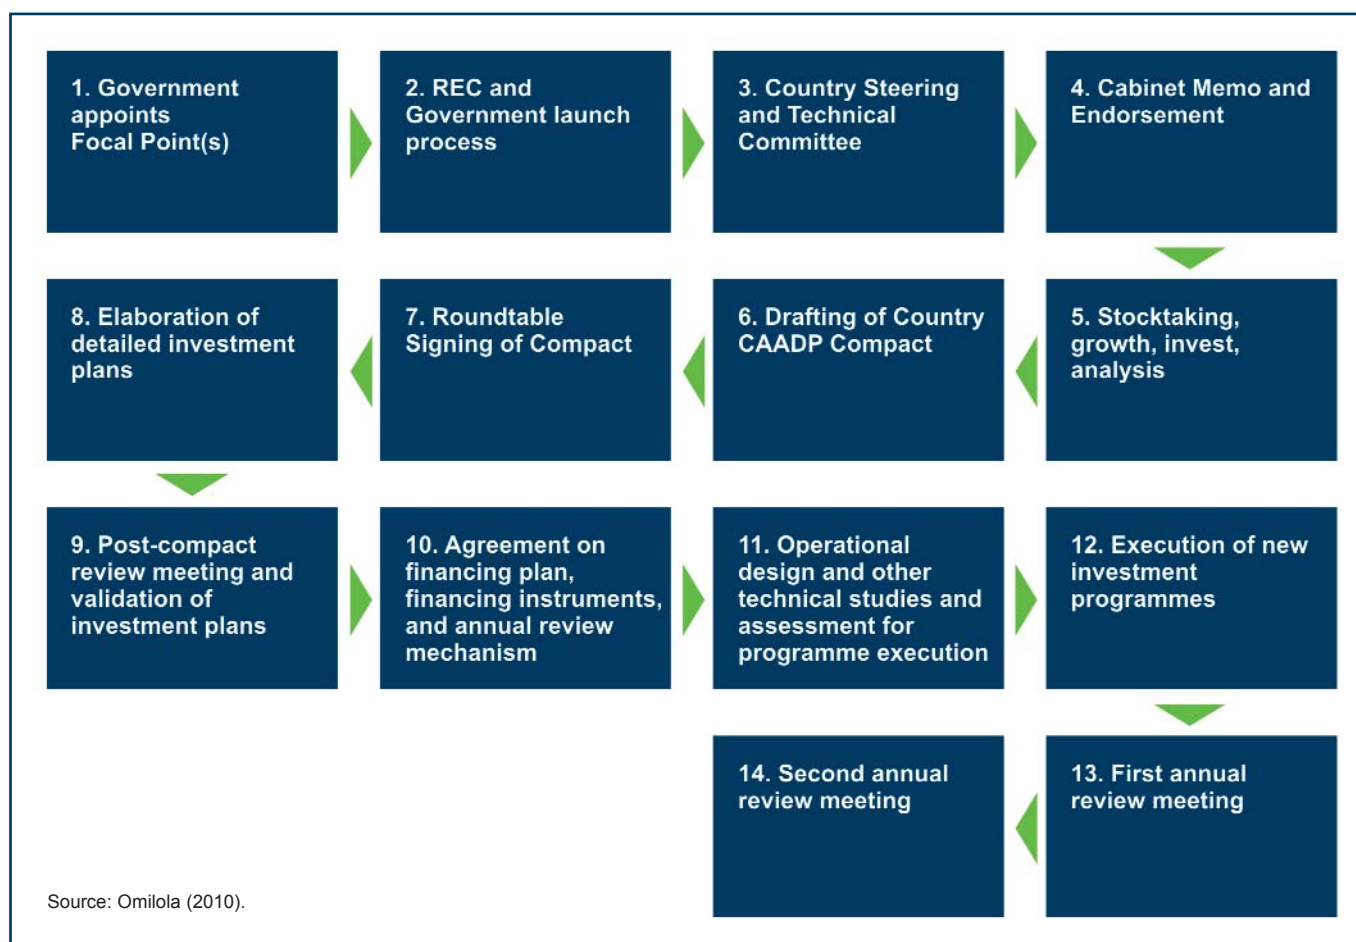 1. Government
appoints
Focal Point(s)
2. REC and
Government launch
process
3. Country Steering
and Technical
Committee
4. Cabinet Memo and
Endorsement
5. Stocktaking,
growth, invest,
analysis
6. Drafting of Country
CAADP Compact
7. Roundtable
Signing of Compact
8. Elaboration of
detailed investment
plans
9. Post-compact
review meeting and
validation of
investment plans
10. Agreement on
financing plan,
financing instruments,
and annual review
mechanism
11. Operational
design and other
technical studies and
assessment for
programme execution
12. Execution of new
investment
programmes
13. First annual
review meeting
14. Second annual
review meeting
Source: Omilola (2010).